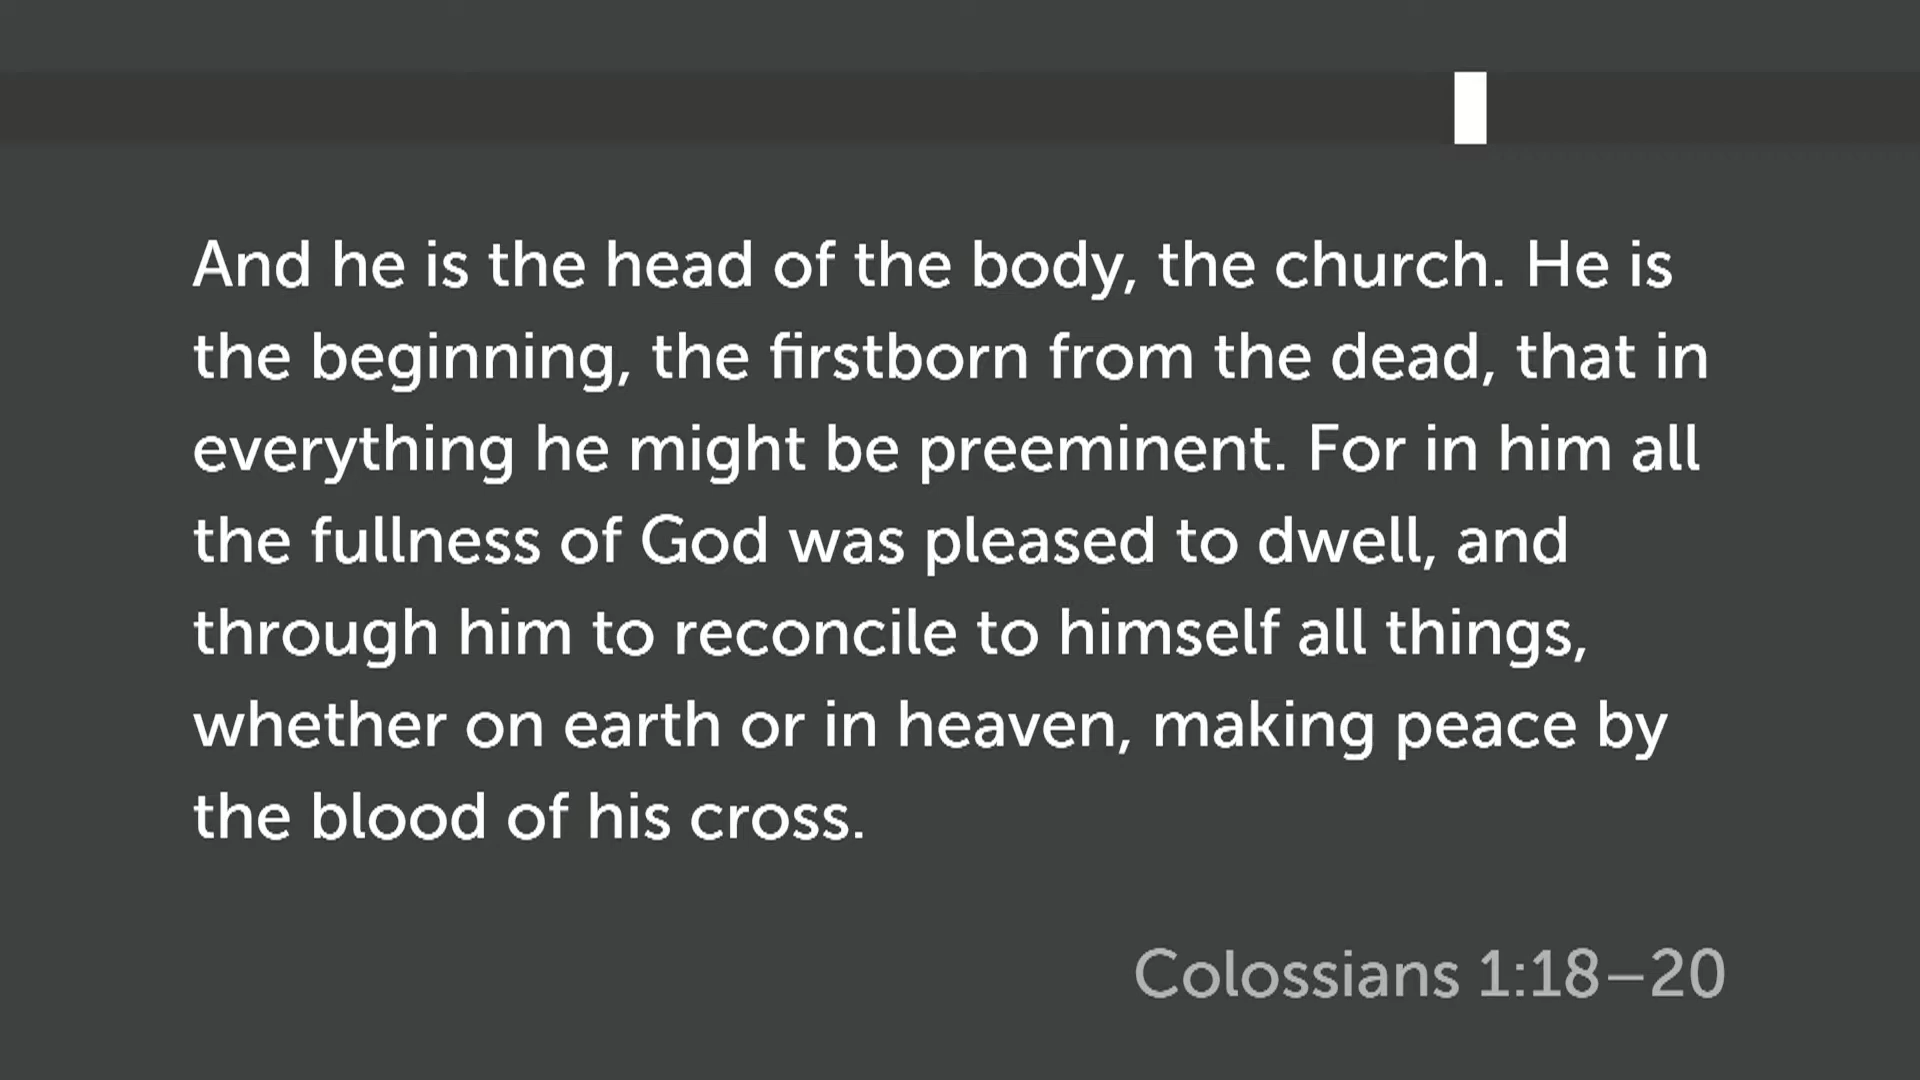 And he is the head of the body, the church. He is
the beginning, the firstborn from the dead, that in
everything he might be preeminent. For in him all
the fullness of God was pleased to dwell, and
through him to reconcile to himself all things,
whether on earth or in heaven, making peace by
the blood of his cross.
Colossians 1:18–20